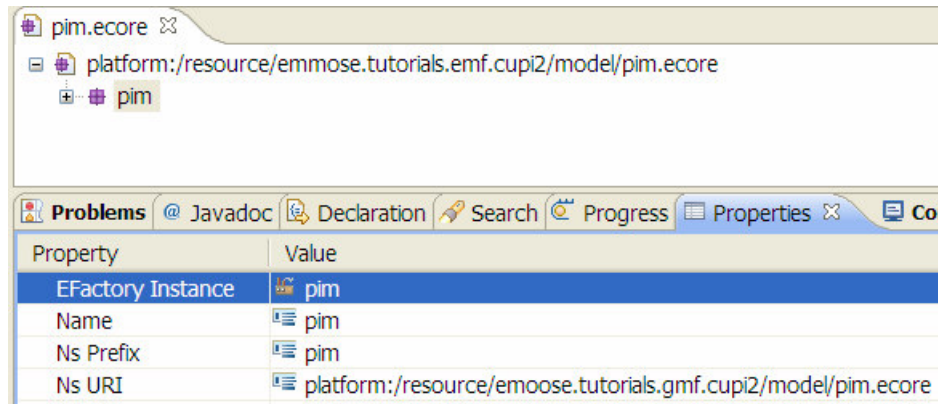 pim.ecore
platform:/resource/emmose.tutorials.emf.cupi2/model/pim.ecore
pim
Problems @ Javadoc Declaration Search Progress Properties Co
Property Value
EFactory Instance pim
Name pim
Ns Prefix pim
Ns URI platform:/resource/emoose.tutorials.gmf.cupi2/model/pim.ecore